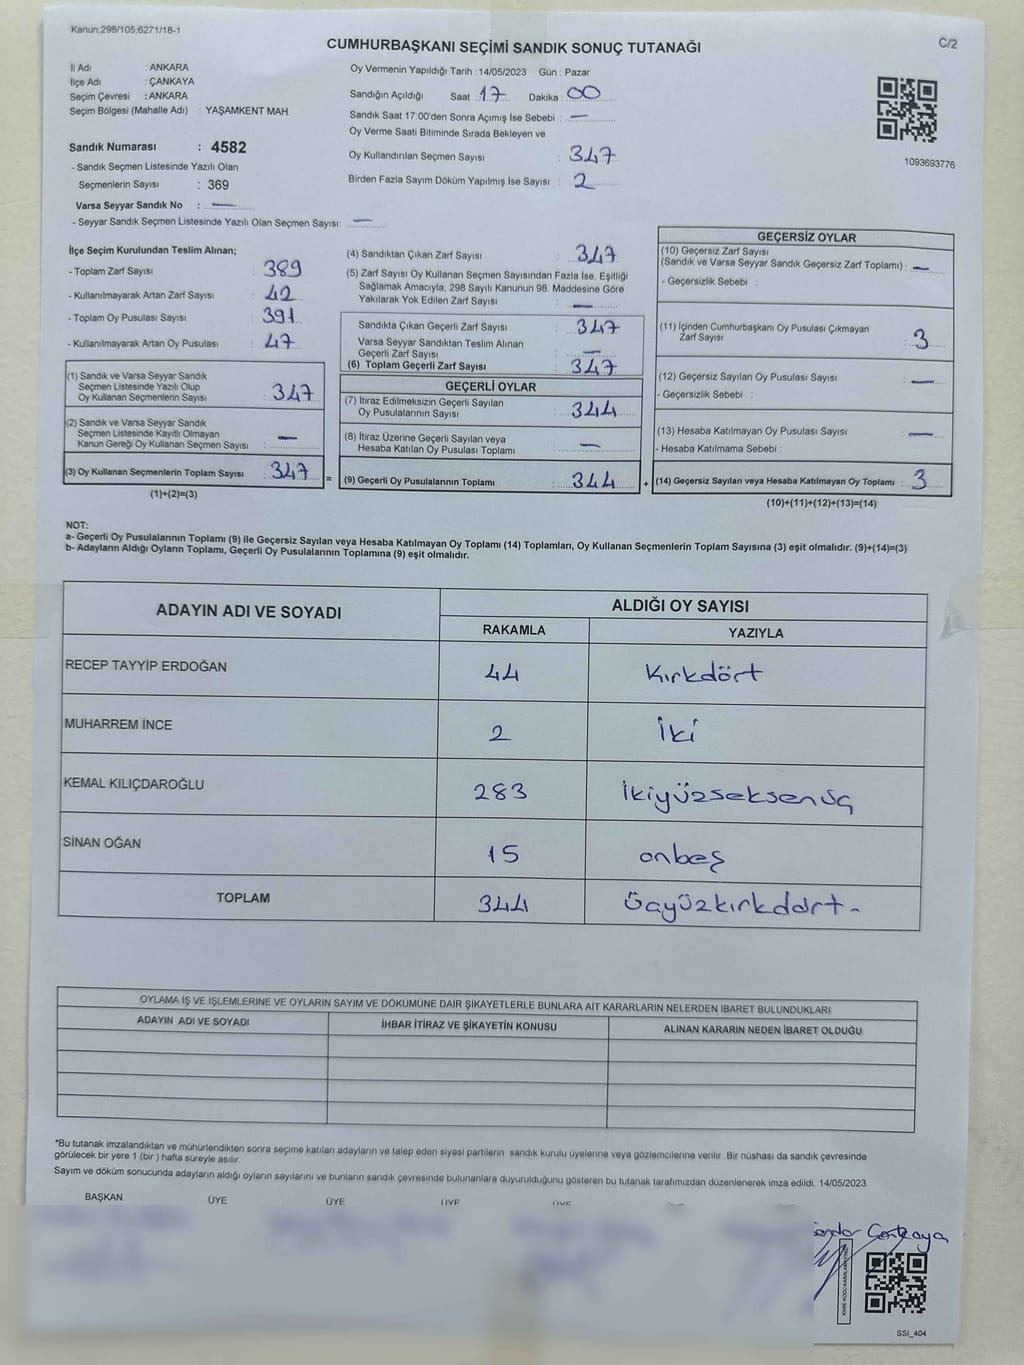 Kanun;298/105;6271/18-1
C/2
CUMHURBAŞKANI SEÇİMİ SANDIK SONUÇ TUTANAĞI
İl Adı : ANKARA
İlçe Adı : ÇANKAYA
Seçim Çevresi : ANKARA
Seçim Bölgesi (Mahalle Adı) : YAŞAMKENT MAH.
Sandık Numarası : 4582
- Sandık Seçmen Listesinde Yazılı Olan
Seçmenlerin Sayısı : 369
Varsa Seyyar Sandık No : —
- Seyyar Sandık Seçmen Listesinde Yazılı Olan Seçmen Sayısı: —
Oy Vermenin Yapıldığı Tarih : 14/05/2023 Gün : Pazar
Sandığın Açıldığı Saat : 17 Dakika : 00
Sandık Saat 17:00'den Sonra Açımış İse Sebebi : —
Oy Verme Saati Bitiminde Sırada Bekleyen ve
Oy Kullandırılan Seçmen Sayısı : 347
Birden Fazla Sayım Döküm Yapılmış İse Sayısı : 2
1093693776
İlçe Seçim Kurulundan Teslim Alınan;
- Toplam Zarf Sayısı : 389
- Kullanılmayarak Artan Zarf Sayısı : 42
- Toplam Oy Pusulası Sayısı : 391
- Kullanılmayarak Artan Oy Pusulası : 47
(1) Sandık ve Varsa Seyyar Sandık
Seçmen Listesinde Yazılı Olup
Oy Kullanan Seçmenlerin Sayısı : 347
(2) Sandık ve Varsa Seyyar Sandık
Seçmen Listesinde Kayıtlı Olmayan
Kanun Gereği Oy Kullanan Seçmen Sayısı : —
(3) Oy Kullanan Seçmenlerin Toplam Sayısı : 347
(1)+(2)=(3)
(4) Sandıktan Çıkan Zarf Sayısı : 347
(5) Zarf Sayısı Oy Kullanan Seçmen Sayısından Fazla İse, Eşitliği
Sağlamak Amacıyla, 298 Sayılı Kanunun 98. Maddesine Göre
Yakılarak Yok Edilen Zarf Sayısı : —
Sandıkta Çıkan Geçerli Zarf Sayısı : 347
Varsa Seyyar Sandıktan Teslim Alınan
Geçerli Zarf Sayısı : —
(6) Toplam Geçerli Zarf Sayısı : 347
GEÇERLİ OYLAR
(7) İtiraz Edilmeksizin Geçerli Sayılan
Oy Pusulalarının Sayısı : 344
(8) İtiraz Üzerine Geçerli Sayılan veya
Hesaba Katılan Oy Pusulası Toplamı : —
= (9) Geçerli Oy Pusulalarının Toplamı : 344
GEÇERSİZ OYLAR
(10) Geçersiz Zarf Sayısı
(Sandık ve Varsa Seyyar Sandık Geçersiz Zarf Toplamı) : —
- Geçersizlik Sebebi :
(11) İçinden Cumhurbaşkanı Oy Pusulası Çıkmayan
Zarf Sayısı : 3
(12) Geçersiz Sayılan Oy Pusulası Sayısı : —
- Geçersizlik Sebebi :
(13) Hesaba Katılmayan Oy Pusulası Sayısı : —
- Hesaba Katılmama Sebebi :
+ (14) Geçersiz Sayılan veya Hesaba Katılmayan Oy Toplamı : 3
(10)+(11)+(12)+(13)=(14)
NOT:
a- Geçerli Oy Pusulalarının Toplamı (9) ile Geçersiz Sayılan veya Hesaba Katılmayan Oy Toplamı (14) Toplamları, Oy Kullanan Seçmenlerin Toplam Sayısına (3) eşit olmalıdır. (9)+(14)=(3)
b- Adayların Aldığı Oyların Toplamı, Geçerli Oy Pusulalarının Toplamına (9) eşit olmalıdır.
ADAYIN ADI VE SOYADI
ALDIĞI OY SAYISI
RAKAMLA YAZIYLA
RECEP TAYYİP ERDOĞAN 44 Kırkdört
MUHARREM İNCE 2 İki
KEMAL KILIÇDAROĞLU 283 İkiyüzseksenüç
SİNAN OĞAN 15 onbeş
TOPLAM 344 üçyüzkırkdört-
OYLAMA İŞ VE İŞLEMLERİNE VE OYLARIN SAYIM VE DÖKÜMÜNE DAİR ŞİKAYETLERLE BUNLARA AİT KARARLARIN NELERDEN İBARET BULUNDUKLARI
ADAYIN ADI VE SOYADI İHBAR İTİRAZ VE ŞİKAYETİN KONUSU ALINAN KARARIN NEDEN İBARET OLDUĞU
*Bu tutanak imzalandıktan ve mühürlendikten sonra seçime katılan adayların ve talep eden siyasi partilerin sandık kurulu üyelerine veya gözlemcilerine verilir. Bir nüshası da sandık çevresinde
görülecek bir yere 1 (bir ) hafta süreyle asılır.
Sayım ve döküm sonucunda adayların aldığı oyların sayılarını ve bunların sandık çevresinde bulunanlara duyurulduğunu gösteren bu tutanak tarafımızdan düzenlenerek imza edildi. 14/05/2023
BAŞKAN ÜYE ÜYE ÜYE ÜYE
SSI_404